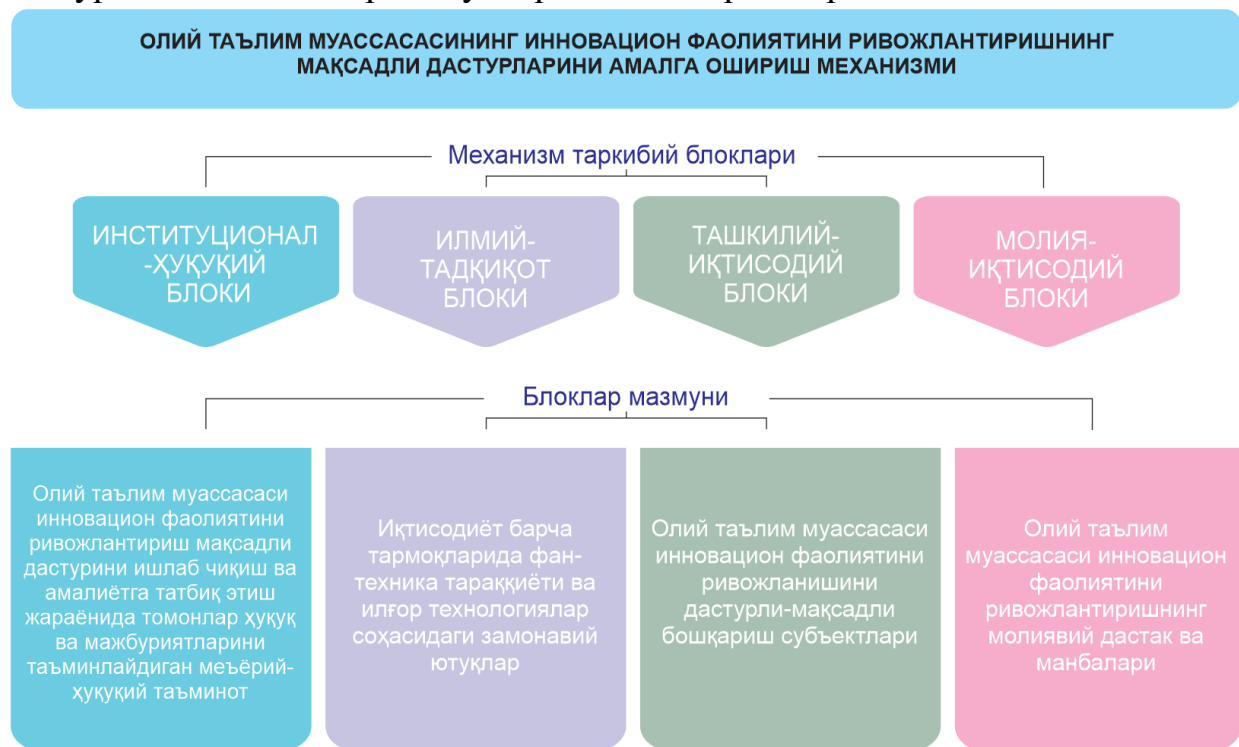 ОЛИЙ ТАЪЛИМ МУАССАСАСИНИНГ ИННОВАЦИОН ФАОЛИЯТИНИ РИВОЖЛАНТИРИШНИНГ
МАҚСАДЛИ ДАСТУРЛАРИНИ АМАЛГА ОШИРИШ МЕХАНИЗМИ
Механизм таркибий блоклари
ИНСТИТУЦИОНАЛ
-ҲУҚУҚИЙ
БЛОКИ
ИЛМИЙ-
ТАДҚИҚОТ
БЛОКИ
ТАШКИЛИЙ-
ИҚТИСОДИЙ
БЛОКИ
МОЛИЯ-
ИҚТИСОДИЙ
БЛОКИ
Блоклар мазмуни
Олий таълим муассасаси
инновацион фаолиятини
ривожлантириш мақсадли
дастурини ишлаб чиқиш ва
амалиётга татбиқ этиш
жараёнида томонлар ҳуқуқ
ва мажбуриятларини
таъминлайдиган меъёрий-
ҳуқуқий таъминот
Иқтисодиёт барча
тармоқларида фан-
техника тараққиёти ва
илғор технологиялар
соҳасидаги замонавий
ютуқлар
Олий таълим муассасаси
инновацион фаолиятини
ривожланишини
дастурли-мақсадли
бошқариш субъектлари
Олий таълим
муассасаси инновацион
фаолиятини
ривожлантиришнинг
молиявий дастак ва
манбалари